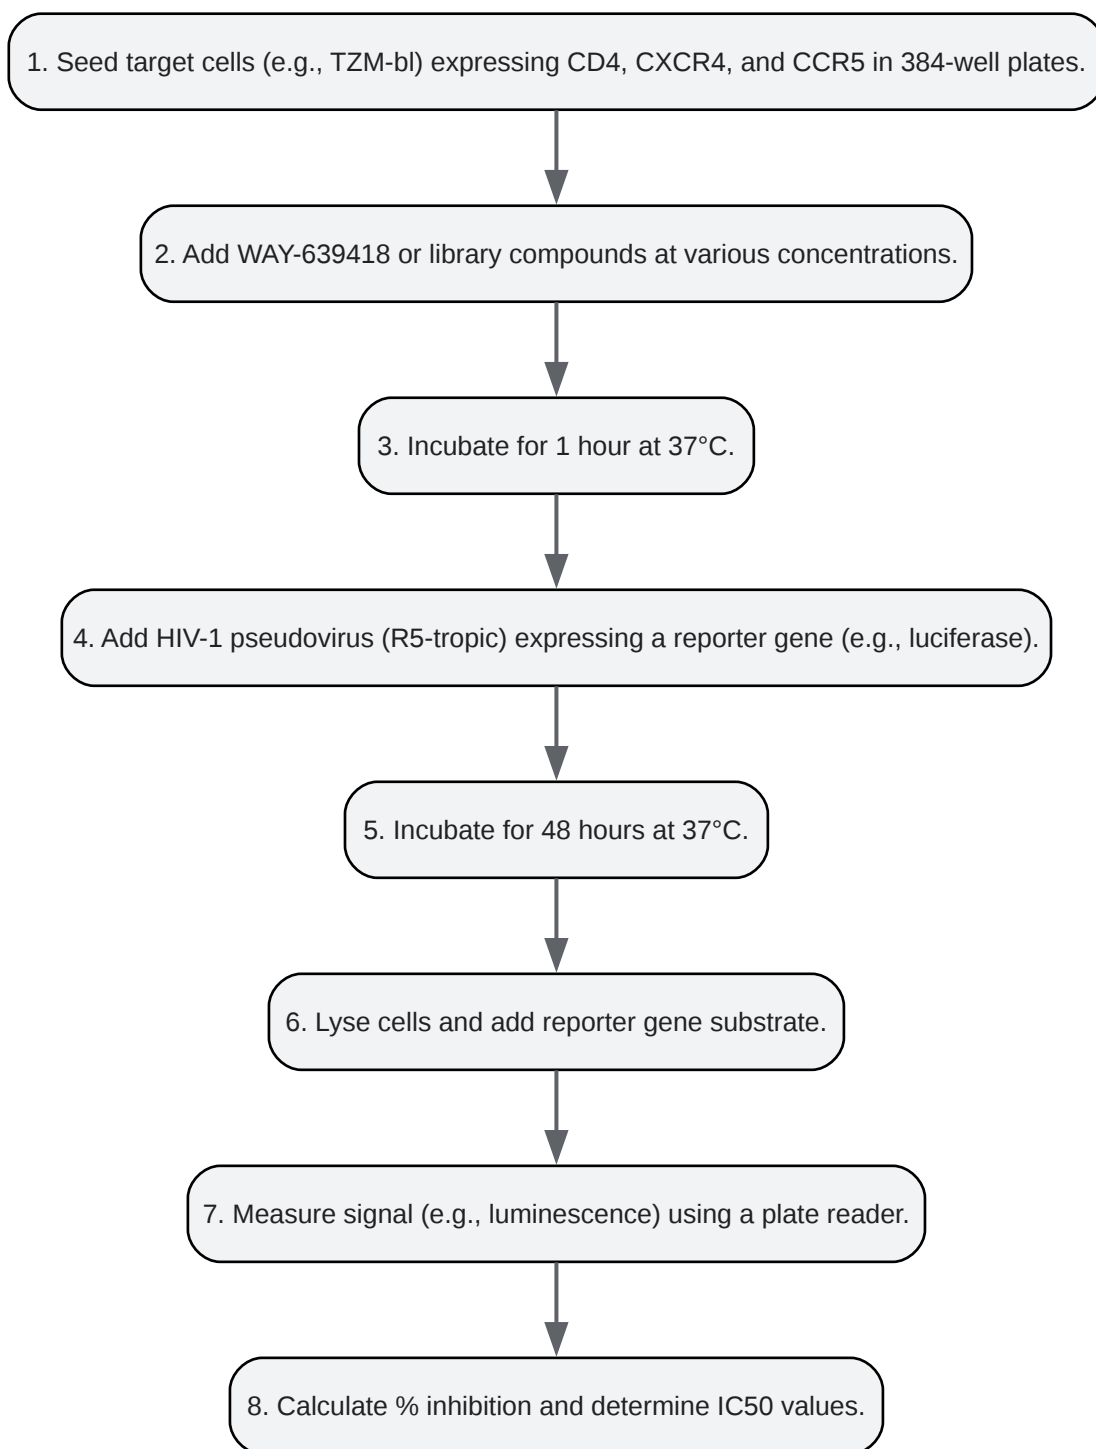 1. Seed target cells (e.g., TZM-bl) expressing CD4, CXCR4, and CCR5 in 384-well plates.
2. Add WAY-639418 or library compounds at various concentrations.
3. Incubate for 1 hour at 37°C.
4. Add HIV-1 pseudovirus (R5-tropic) expressing a reporter gene (e.g., luciferase).
5. Incubate for 48 hours at 37°C.
6. Lyse cells and add reporter gene substrate.
7. Measure signal (e.g., luminescence) using a plate reader.
8. Calculate % inhibition and determine IC50 values.